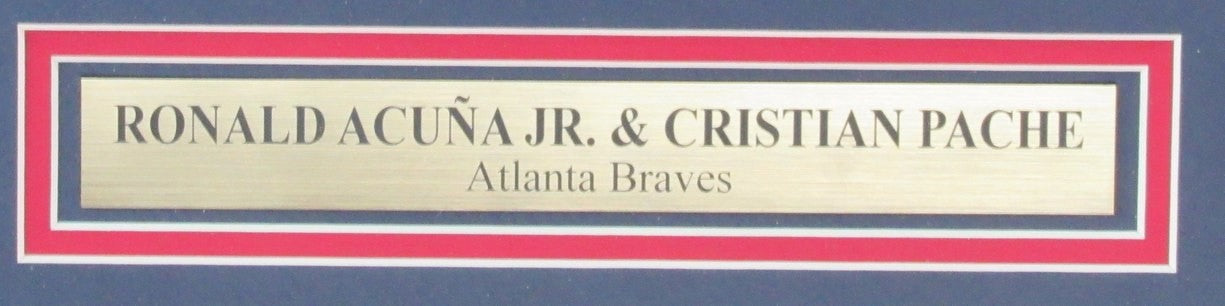 RONALD ACUÑA JR. & CRISTIAN PACHE
Atlanta Braves